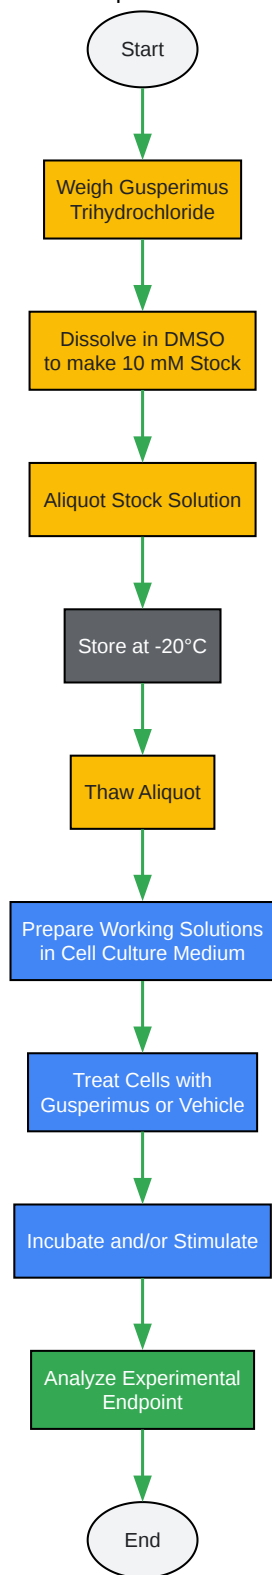 Start
Weigh Gusperimus
Trihydrochloride
Dissolve in DMSO
to make 10 mM Stock
Aliquot Stock Solution
Store at -20°C
Thaw Aliquot
Prepare Working Solutions
in Cell Culture Medium
Treat Cells with
Gusperimus or Vehicle
Incubate and/or Stimulate
Analyze Experimental
Endpoint
End